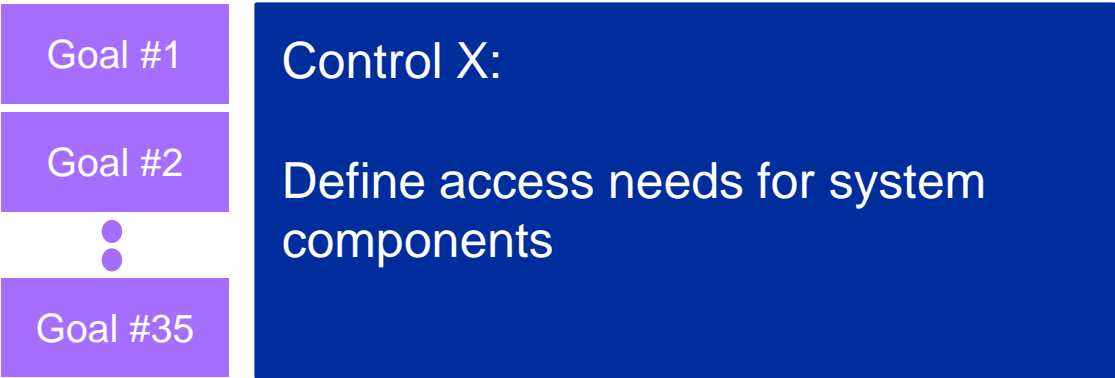 Goal #1
Goal #2
Goal #35
Control X:
Define access needs for system
components